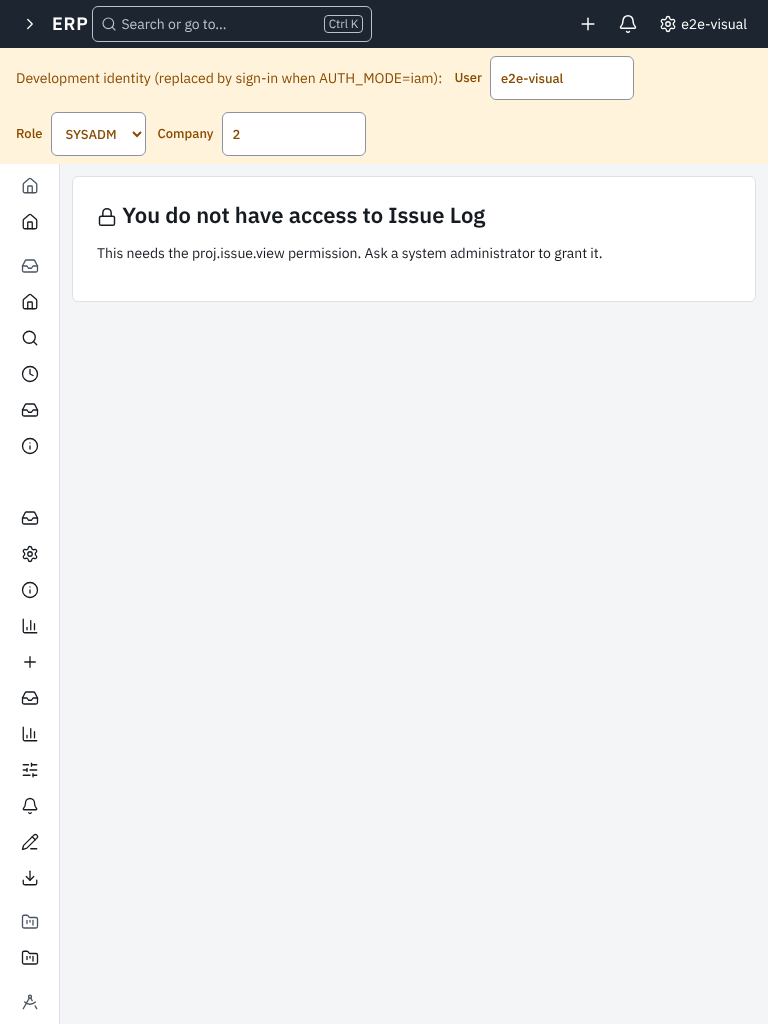 ERP Search or go to... Ctrl K e2e-visual
Development identity (replaced by sign-in when AUTH_MODE=iam): User e2e-visual
Role SYSADM Company 2
You do not have access to Issue Log
This needs the proj.issue.view permission. Ask a system administrator to grant it.